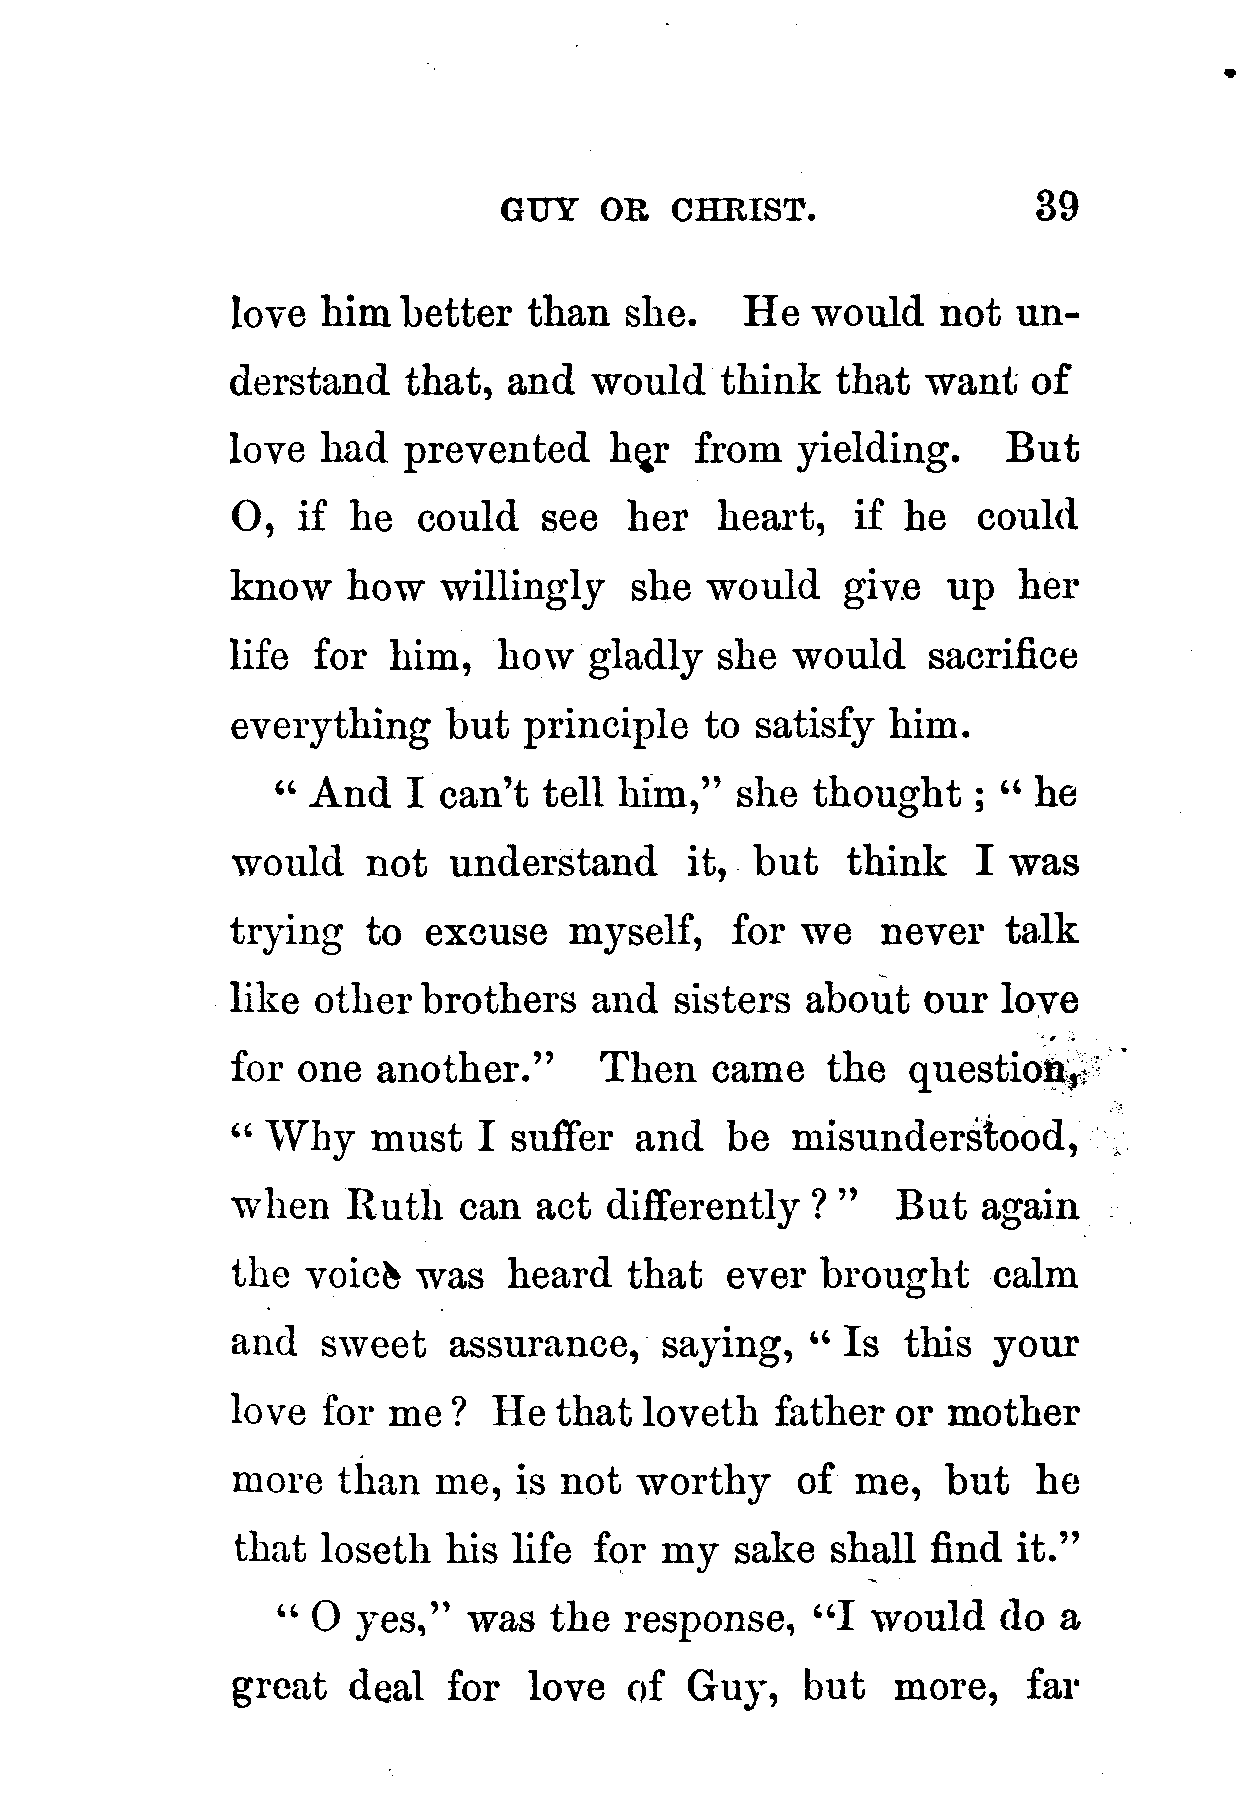 GUY OR CHRIST. 39
love him better than she. He would not un-
derstand that, and would think that want of
love had prevented her from yielding. But
O, if he could see her heart, if he could
know how willingly she would give up her
life for him, how gladly she would sacrifice
everything but principle to satisfy him.
“ And I can’t tell him,” she thought ; “ he
would not understand it, but think I was
trying to excuse myself, for we never talk
like other brothers and sisters about our love
for one another.” Then came the question,
“ Why must I suffer and be misunderstood,
when Ruth can act differently ? ” But again
the voice was heard that ever brought calm
and sweet assurance, saying, “ Is this your
love for me ? He that loveth father or mother
more than me, is not worthy of me, but he
that loseth his life for my sake shall find it.”
“ O yes,” was the response, “I would do a
great deal for love of Guy, but more, far